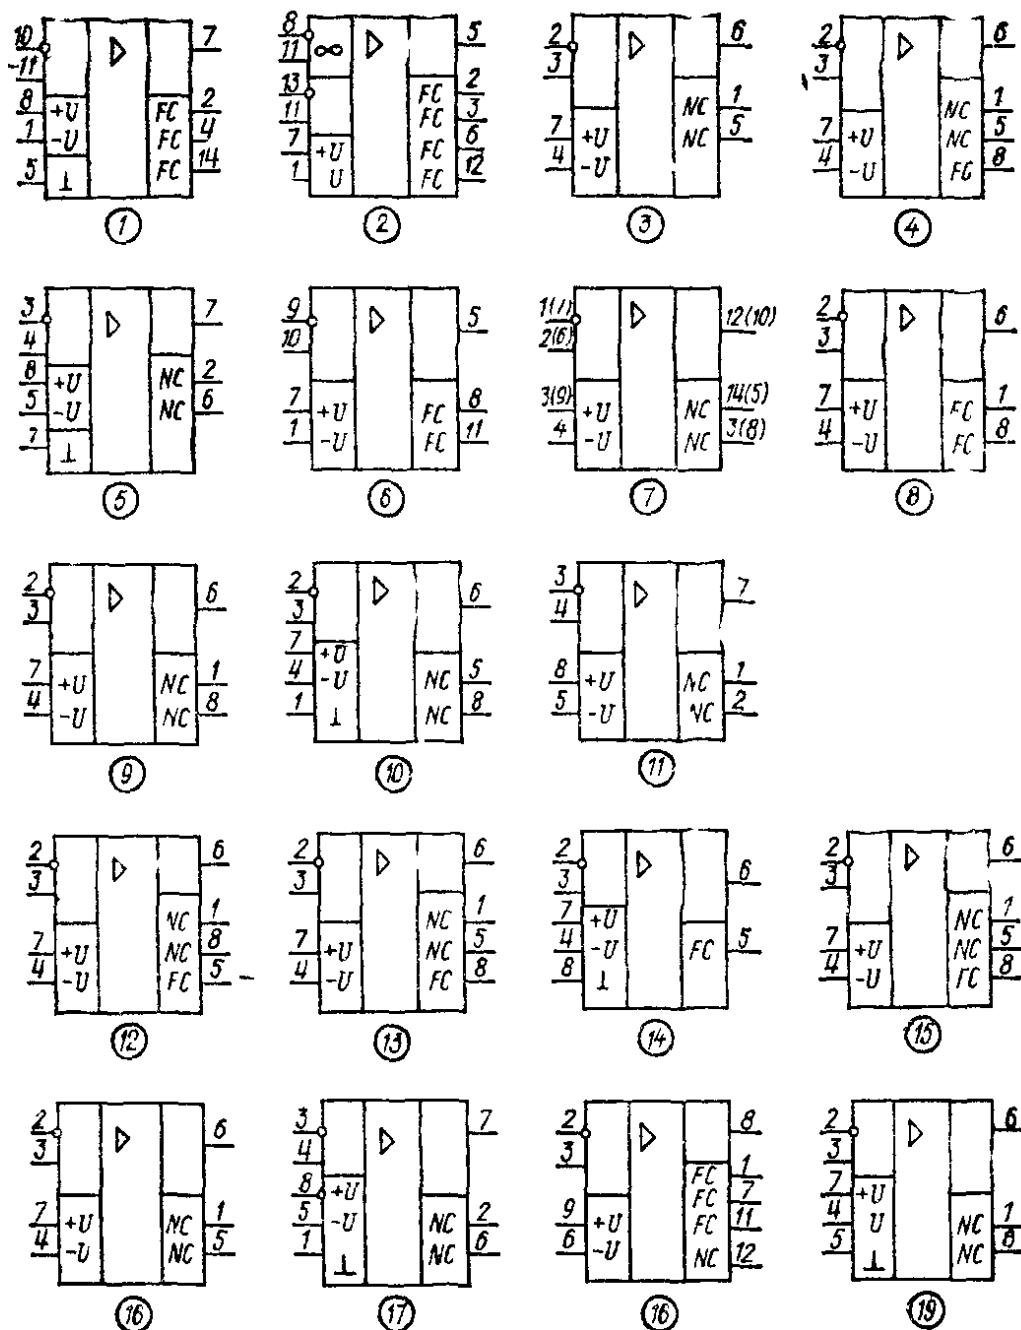 10 7
11
8 +U FC 2
1 -U FC 4
5 ⊥ FC 14
1
8 ∞ 5
11
13 FC 2
11 FC 3
7 +U FC 6
1 U FC 12
2
2 6
3
7 +U NC 1
4 -U NC 5
3
2 6
3
7 +U NC 1
4 -U NC 5
FC 8
4
3 7
4
8 +U NC 2
5 -U NC 6
1 ⊥
5
9 5
10
7 +U FC 8
1 -U FC 11
6
1(7) 12(10)
2(6)
3(9) +U NC 14(5)
4 -U NC 3(8)
7
2 6
3
7 +U FC 1
4 -U FC 8
8
2 6
3
7 +U NC 1
4 -U NC 8
9
2 6
3
7 +U
4 -U NC 5
1 ⊥ NC 8
10
3 7
4
8 +U NC 1
5 -U NC 2
11
2 6
3
NC 1
7 +U NC 8
4 -U FC 5
12
2 6
3
NC 1
7 +U NC 5
4 -U FC 8
13
2
3 6
7 +U
4 -U FC 5
8 ⊥
14
2 6
3
NC 1
7 +U NC 5
4 -U FC 8
15
2 6
3
7 +U NC 1
4 -U NC 5
16
3 7
4
8 +U
5 -U NC 2
1 ⊥ NC 6
17
2 8
3 FC 1
FC 7
9 +U FC 11
6 -U NC 12
16
2 6
3
7 +U
4 U NC 1
5 ⊥ NC 8
19